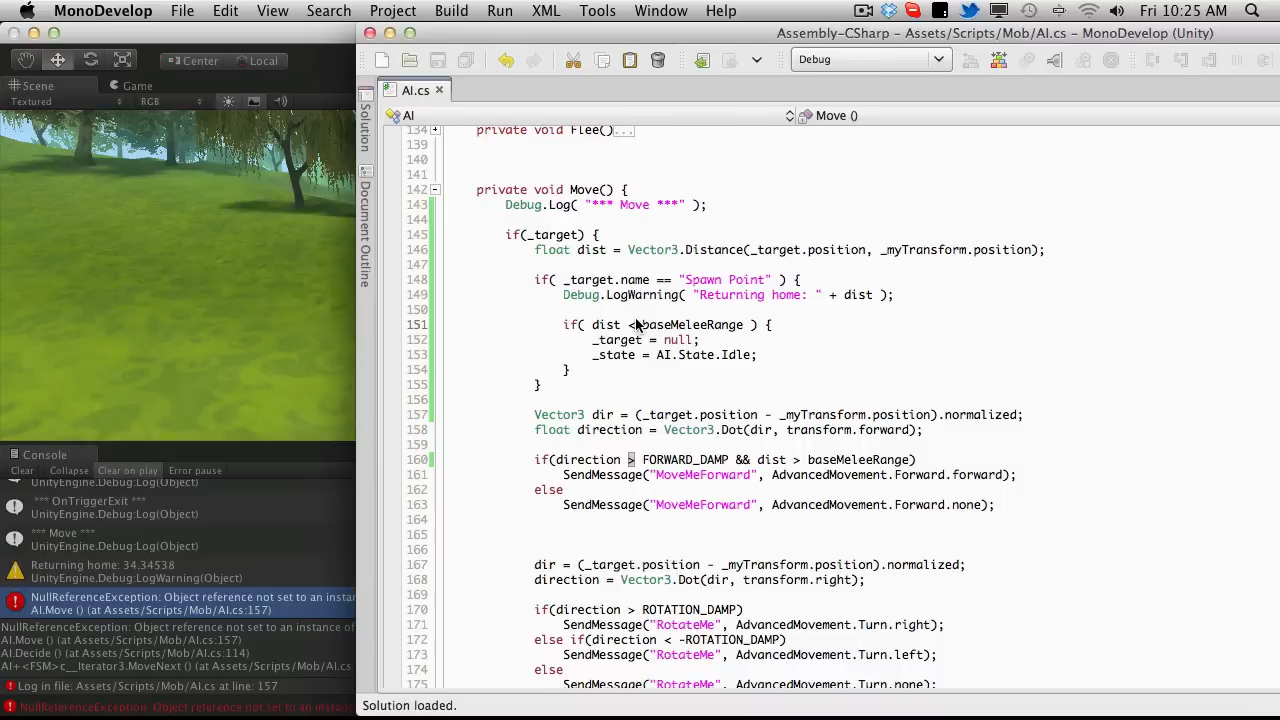 MonoDevelop File Edit View Search Project Build Run XML Tools Window Help Fri 10:25 AM
Assembly-CSharp – Assets/Scripts/Mob/AI.cs – MonoDevelop (Unity)
Center Local
Debug
Scene Game
AI.cs
Textured RGB
AI Move ()
Solution
Document Outline
134 private void Flee()...
139
140
141
142 private void Move() {
143 Debug.Log( "*** Move ***" );
144
145 if(_target) {
146 float dist = Vector3.Distance(_target.position, _myTransform.position);
147
148 if( _target.name == "Spawn Point" ) {
149 Debug.LogWarning( "Returning home: " + dist );
150
151 if( dist < baseMeleeRange ) {
152 _target = null;
153 _state = AI.State.Idle;
154 }
155 }
156
157 Vector3 dir = (_target.position - _myTransform.position).normalized;
158 float direction = Vector3.Dot(dir, transform.forward);
159
160 if(direction > FORWARD_DAMP && dist > baseMeleeRange)
161 SendMessage("MoveMeForward", AdvancedMovement.Forward.forward);
162 else
163 SendMessage("MoveMeForward", AdvancedMovement.Forward.none);
164
165
166
167 dir = (_target.position - _myTransform.position).normalized;
168 direction = Vector3.Dot(dir, transform.right);
169
170 if(direction > ROTATION_DAMP)
171 SendMessage("RotateMe", AdvancedMovement.Turn.right);
172 else if(direction < -ROTATION_DAMP)
173 SendMessage("RotateMe", AdvancedMovement.Turn.left);
174 else
175 SendMessage("RotateMe", AdvancedMovement.Turn.none);
Console
Clear Collapse Clear on play Error pause
UnityEngine.Debug:Log(Object)
*** OnTriggerExit ***
UnityEngine.Debug:Log(Object)
*** Move ***
UnityEngine.Debug:Log(Object)
Returning home: 34.34538
UnityEngine.Debug:LogWarning(Object)
NullReferenceException: Object reference not set to an insta
AI.Move () (at Assets/Scripts/Mob/AI.cs:157)
NullReferenceException: Object reference not set to an instance of
AI.Move () (at Assets/Scripts/Mob/AI.cs:157)
AI.Decide () (at Assets/Scripts/Mob/AI.cs:114)
AI+<FSM>c__Iterator3.MoveNext () (at Assets/Scripts/Mob/AI.cs:66)
Log in file: Assets/Scripts/Mob/AI.cs at line: 157
NullReferenceException: Object reference not set to an instan
Solution loaded.